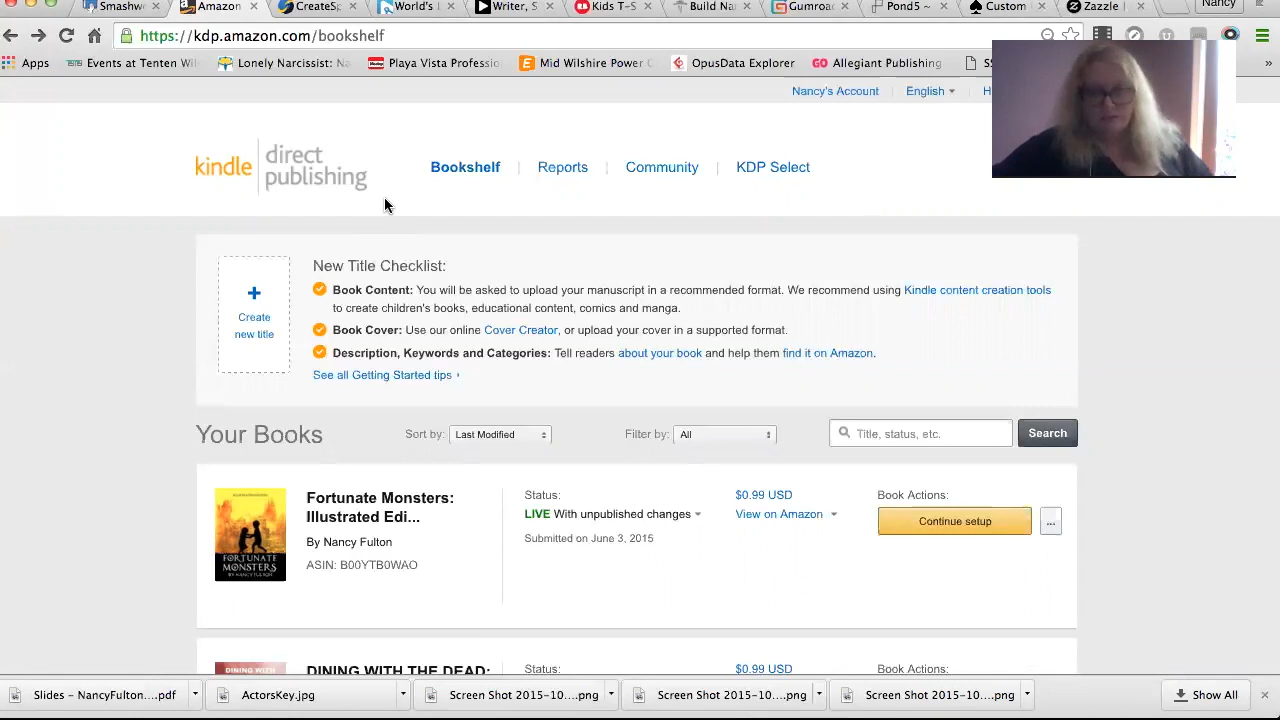 Smashw
Amazon
CreateSp
World's l
Writer, S
Kids T-S
Build Na
Gumroad
Pond5 ~
Custom
Zazzle |
Nancy
https://kdp.amazon.com/bookshelf
Apps
Events at Tenten Wil
Lonely Narcissist: Na
Playa Vista Professio
Mid Wilshire Power C
OpusData Explorer
GO Allegiant Publishing
»
Nancy's Account
English
kindle direct publishing
Bookshelf | Reports | Community | KDP Select
New Title Checklist:
+
Create
new title
Book Content: You will be asked to upload your manuscript in a recommended format. We recommend using Kindle content creation tools
to create children's books, educational content, comics and manga.
Book Cover: Use our online Cover Creator, or upload your cover in a supported format.
Description, Keywords and Categories: Tell readers about your book and help them find it on Amazon.
See all Getting Started tips ›
Your Books
Sort by: Last Modified
Filter by: All
Title, status, etc.
Search
Fortunate Monsters:
Illustrated Edi...
By Nancy Fulton
ASIN: B00YTB0WAO
FORTUNATE
MONSTERS
BY NANCY FULTON
Status:
LIVE With unpublished changes
Submitted on June 3, 2015
$0.99 USD
View on Amazon
Book Actions:
Continue setup
...
DINING WITH
DINING WITH THE DEAD:
Status:
$0.99 USD
Book Actions:
Slides – NancyFulton....pdf
ActorsKey.jpg
Screen Shot 2015-10....png
Screen Shot 2015-10....png
Screen Shot 2015-10....png
Show All